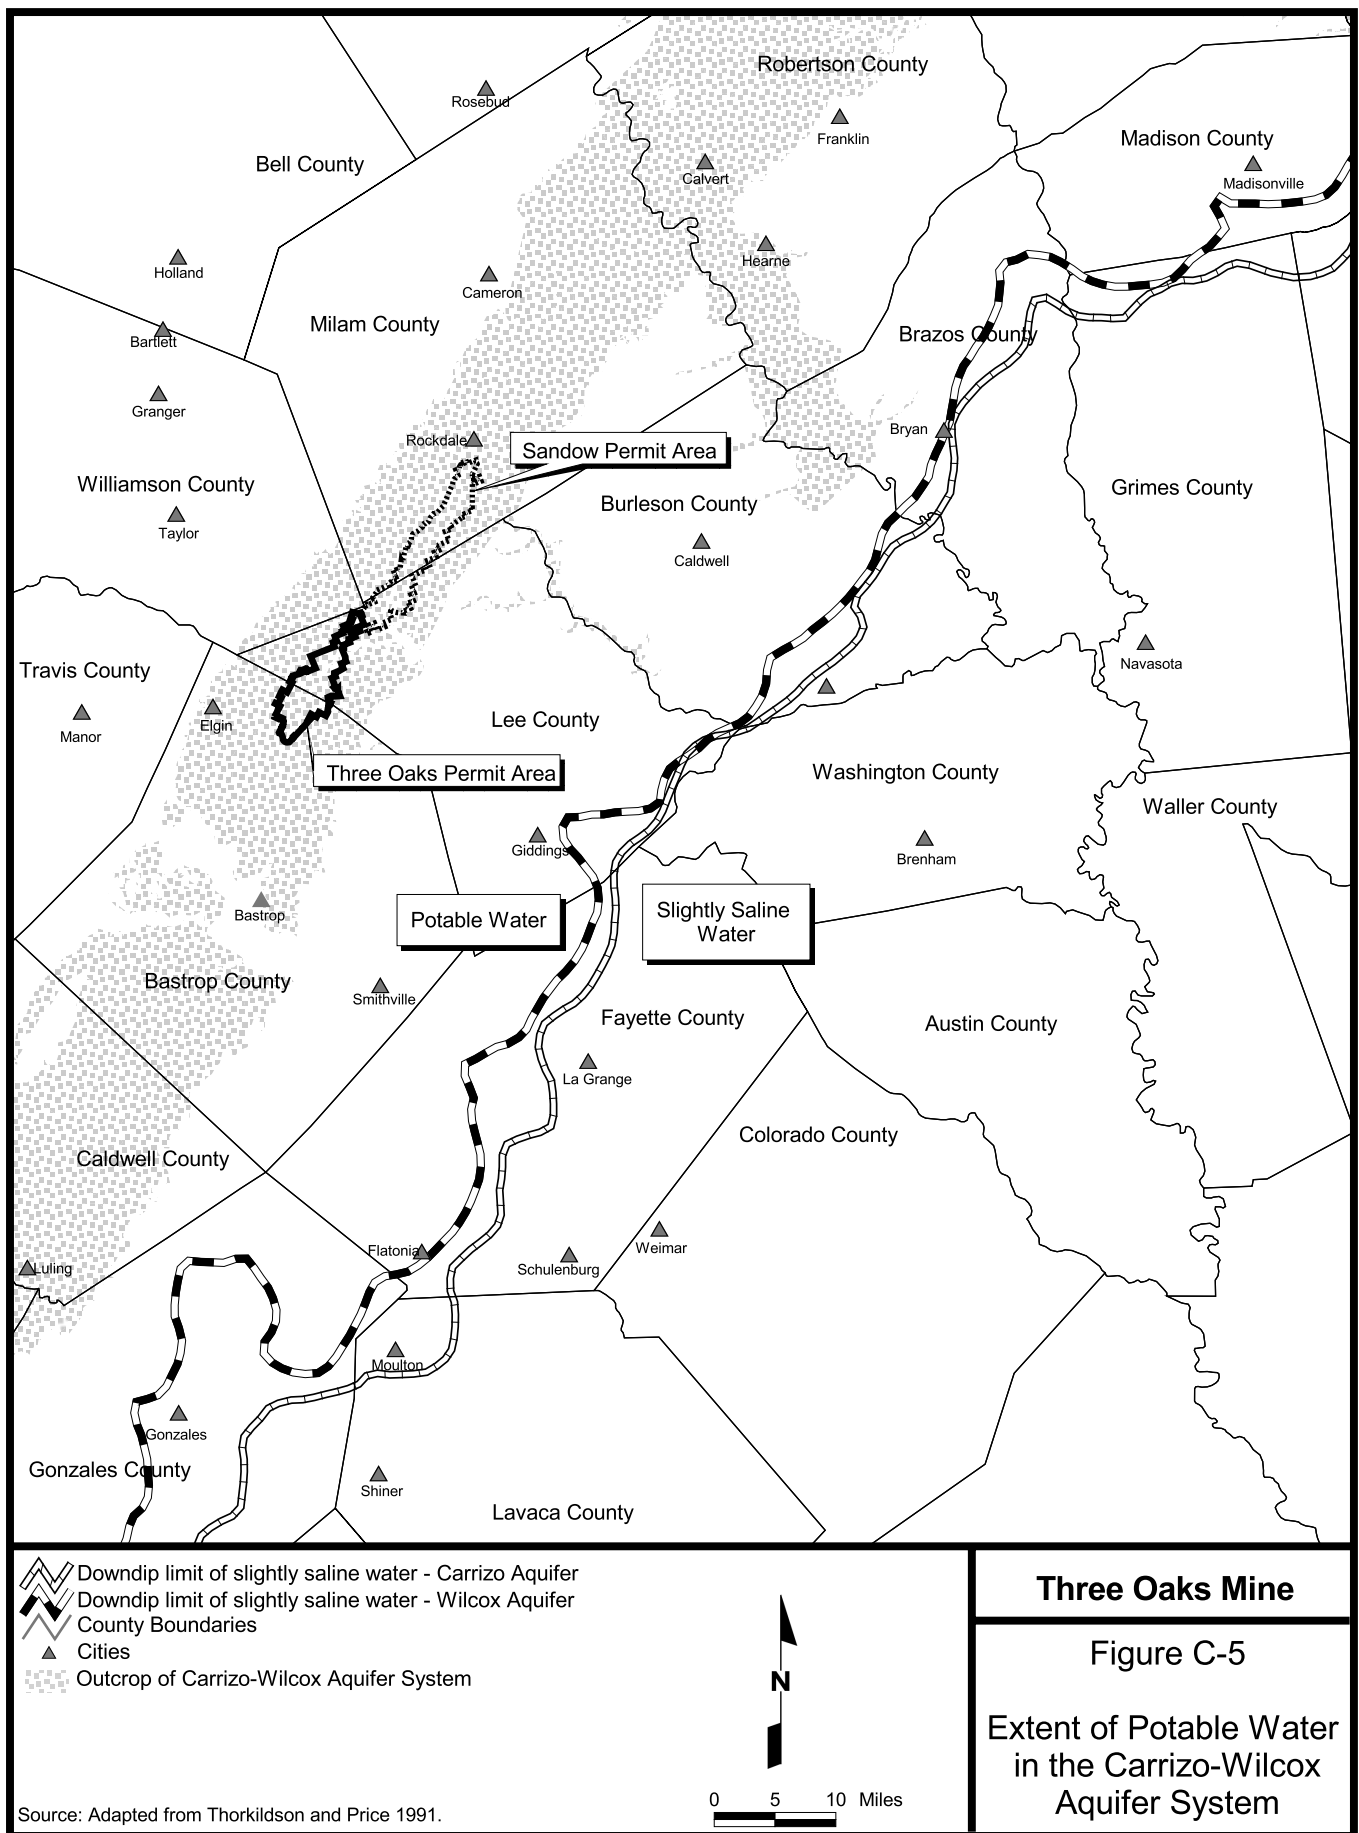 Robertson County
Rosebud
Franklin
Madison County
Bell County
Calvert
Madisonville
Holland
Hearne
Cameron
Milam County
Brazos County
Bartlett
Granger
Rockdale
Bryan
Sandow Permit Area
Williamson County
Burleson County
Grimes County
Taylor
Caldwell
Travis County
Navasota
Elgin
Lee County
Manor
Three Oaks Permit Area
Washington County
Waller County
Giddings
Brenham
Potable Water
Slightly Saline
Water
Bastrop
Bastrop County
Smithville
Fayette County
Austin County
La Grange
Colorado County
Caldwell County
Flatonia
Weimar
Luling
Schulenburg
Moulton
Gonzales
Gonzales County
Shiner
Lavaca County
Downdip limit of slightly saline water - Carrizo Aquifer
Downdip limit of slightly saline water - Wilcox Aquifer
County Boundaries
Cities
Outcrop of Carrizo-Wilcox Aquifer System
N
0 5 10 Miles
Source: Adapted from Thorkildson and Price 1991.
Three Oaks Mine
Figure C-5
Extent of Potable Water
in the Carrizo-Wilcox
Aquifer System